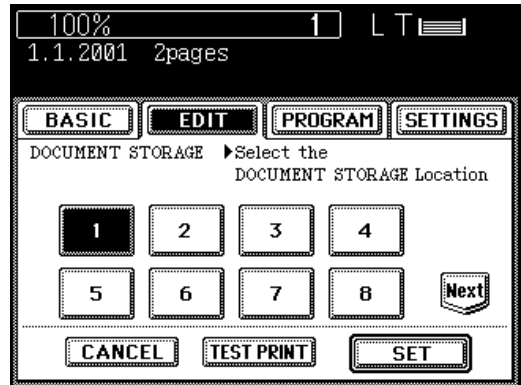 100% 1 LT
1.1.2001 2pages
BASIC EDIT PROGRAM SETTINGS
DOCUMENT STORAGE ▶Select the
DOCUMENT STORAGE Location
1 2 3 4
5 6 7 8 Next
CANCEL TEST PRINT SET